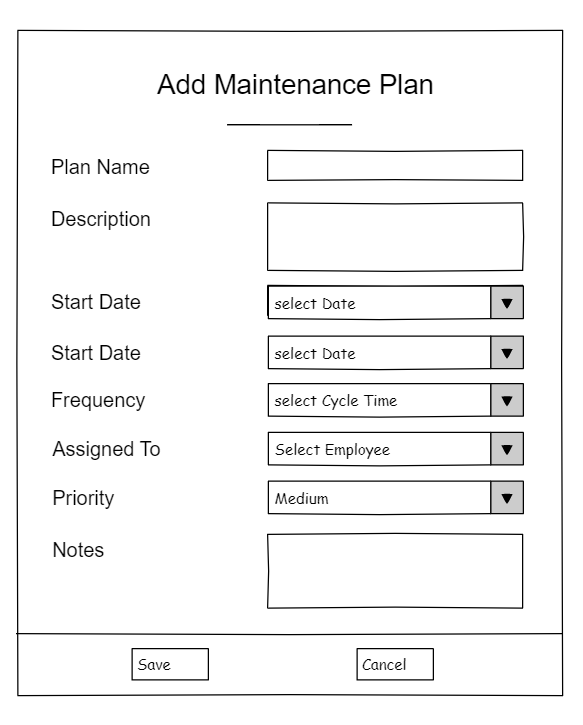 Add Maintenance Plan
Plan Name
Description
Start Date select Date
Start Date select Date
Frequency select Cycle Time
Assigned To Select Employee
Priority Medium
Notes
Save Cancel